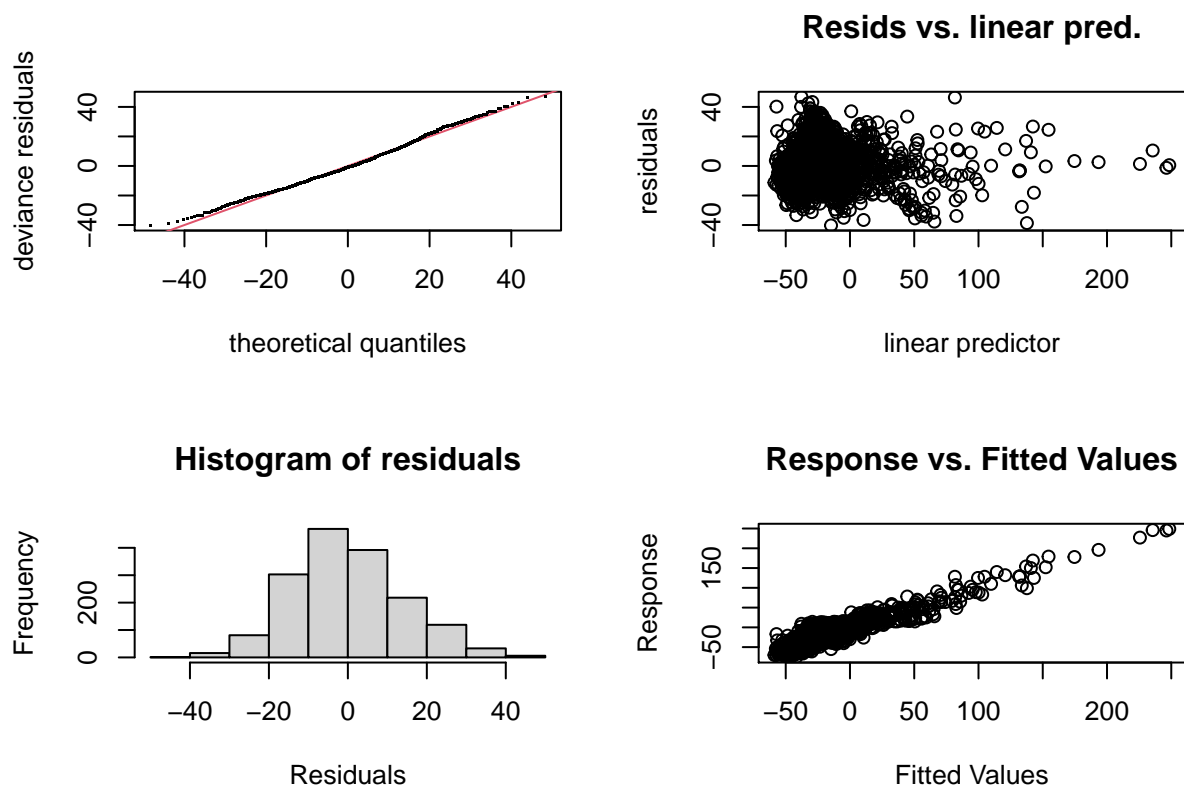 deviance residuals
40
0
−40
−40 −20 0 20 40
theoretical quantiles
Resids vs. linear pred.
residuals
40
0
−40
−50 0 50 100 200
linear predictor
Histogram of residuals
Frequency
200
0
−40 −20 0 20 40
Residuals
Response vs. Fitted Values
Response
150
−50
−50 0 50 100 200
Fitted Values